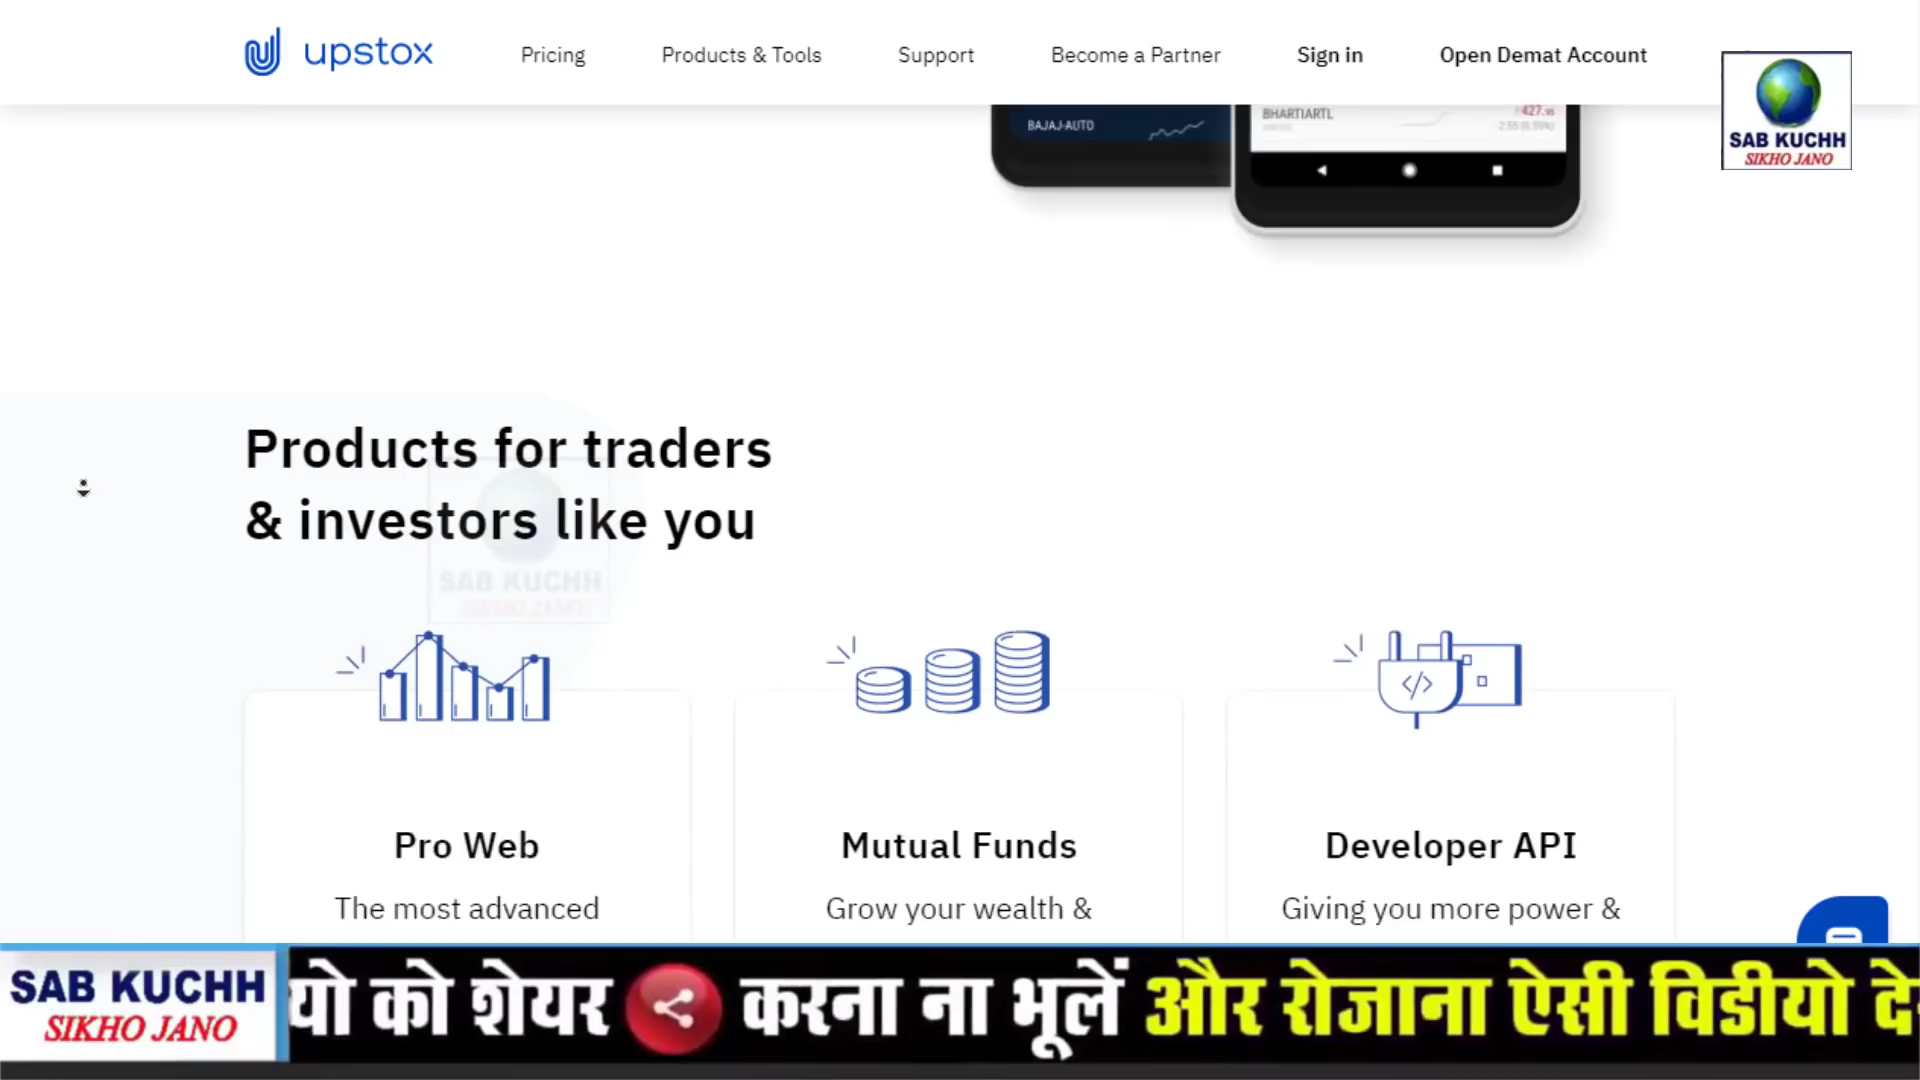 upstox
Pricing
Products & Tools
Support
Become a Partner
Sign in
Open Demat Account
SAB KUCHH
SIKHO JANO
BAJAJ-AUTO
BHARTIARTL
Products for traders
& investors like you
SAB KUCHH
Pro Web
The most advanced
Mutual Funds
Grow your wealth &
Developer API
Giving you more power &
SAB KUCHH
SIKHO JANO
यो को शेयर करना ना भूलें और रोजाना ऐसी विडीयो